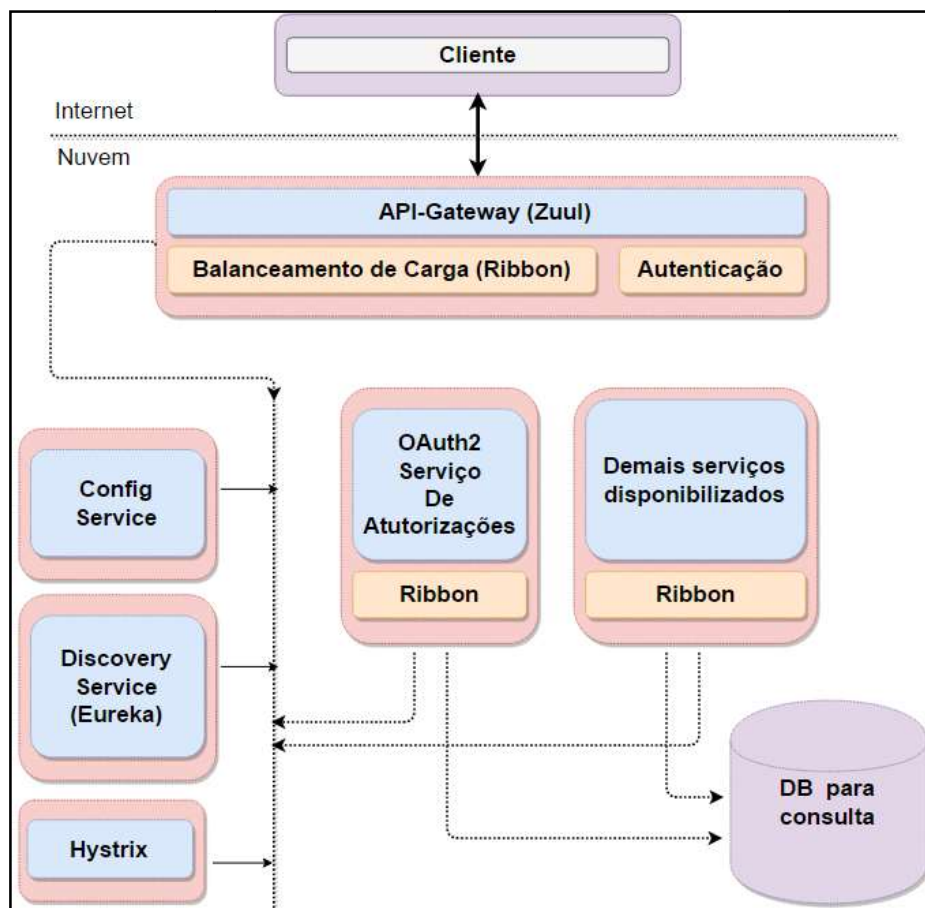 Cliente
Internet
Nuvem
API-Gateway (Zuul)
Balanceamento de Carga (Ribbon)
Autenticação
Config
Service
Discovery
Service
(Eureka)
Hystrix
OAuth2
Serviço
De
Atutorizações
Ribbon
Demais serviços
disponibilizados
Ribbon
DB para
consulta